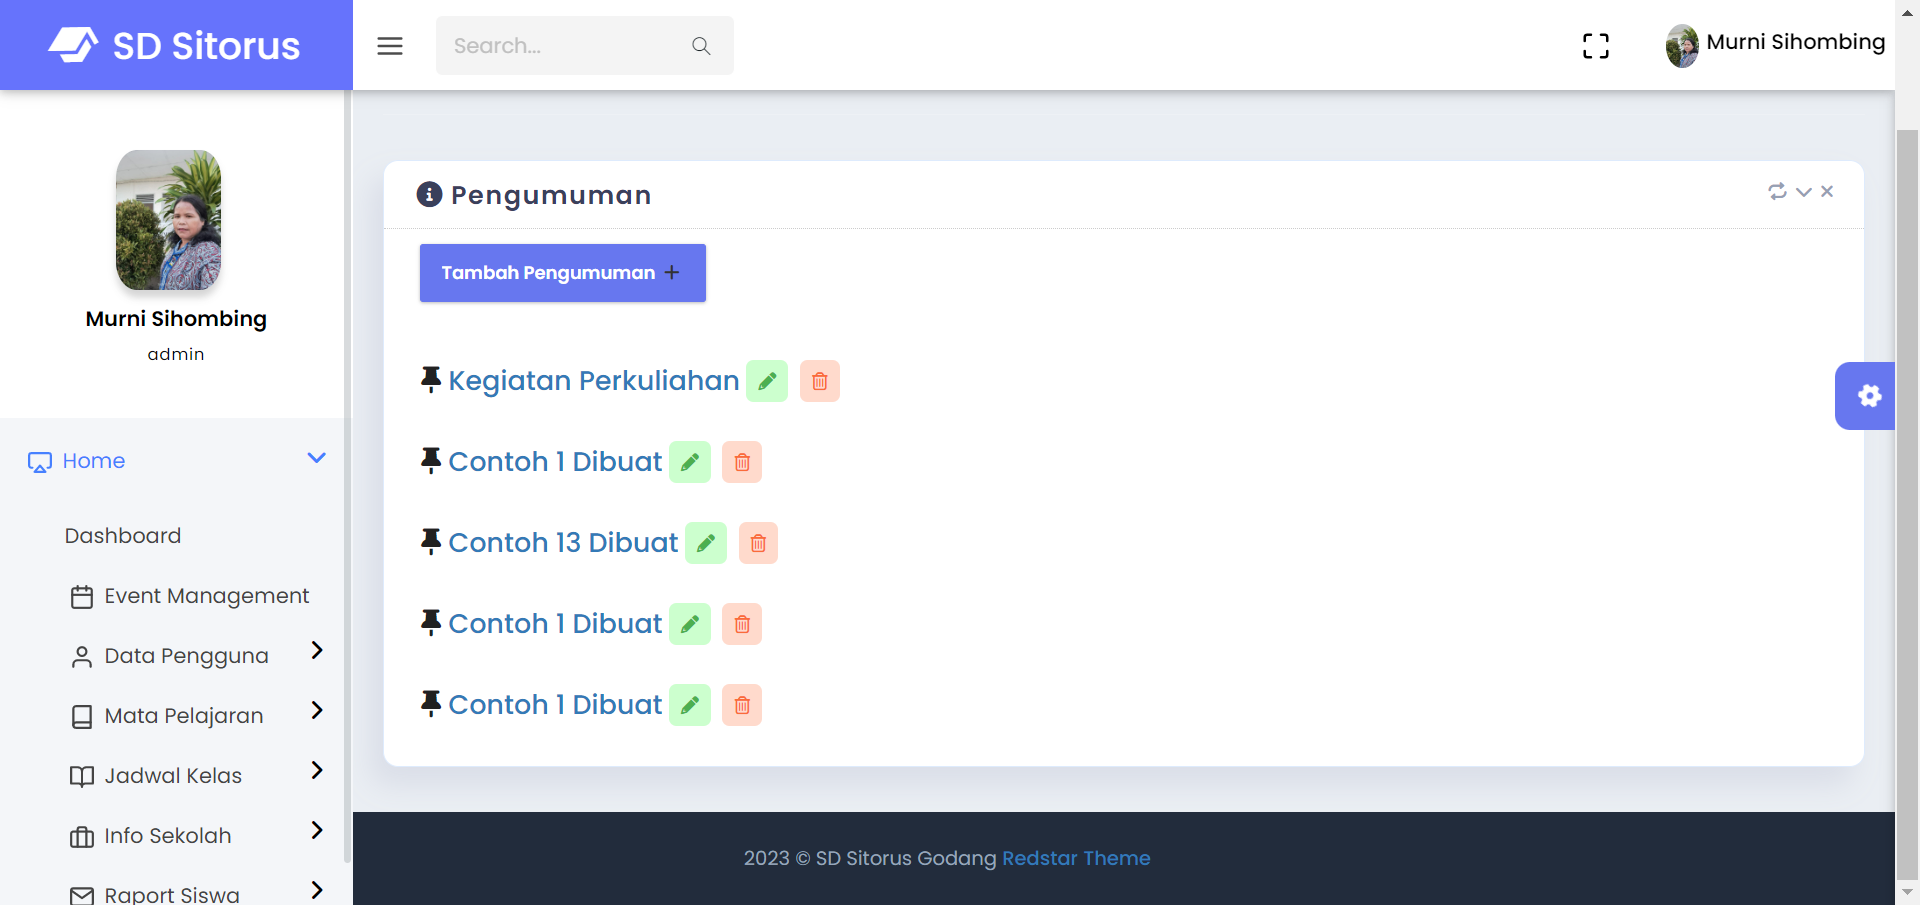 SD Sitorus
Search...
Murni Sihombing
Murni Sihombing
admin
Home
Dashboard
Event Management
Data Pengguna
Mata Pelajaran
Jadwal Kelas
Info Sekolah
Raport Siswa
Pengumuman
Tambah Pengumuman +
Kegiatan Perkuliahan
Contoh 1 Dibuat
Contoh 13 Dibuat
Contoh 1 Dibuat
Contoh 1 Dibuat
2023 © SD Sitorus Godang Redstar Theme